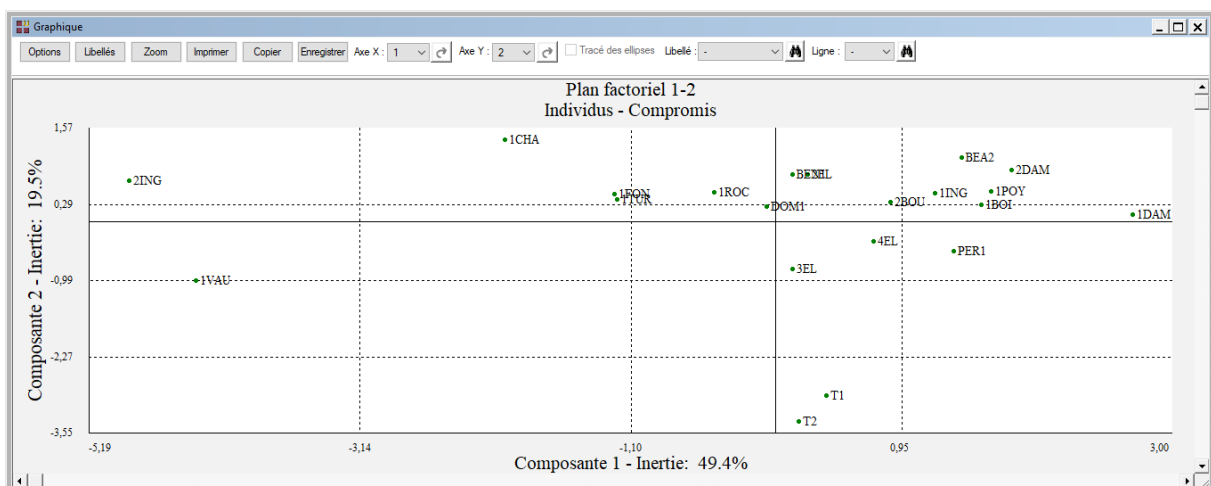 Graphique
Options Libellés Zoom Imprimer Copier Enregistrer Axe X : 1 Axe Y : 2 Tracé des ellipses Libellé : - Ligne : -
Plan factoriel 1-2
Individus - Compromis
1,57
1CHA
BEA2
2DAM
2ING
1FON
1TUR
1ROC
1ING
1POY
0,29
DOM1
2BOU
1BOI
1DAM
4EL
PER1
3EL
-0,99
1VAU
-2,27
T1
T2
-3,55
-5,19 -3,14 -1,10 0,95 3,00
Composante 1 - Inertie: 49.4%
Composante 2 - Inertie: 19.5%